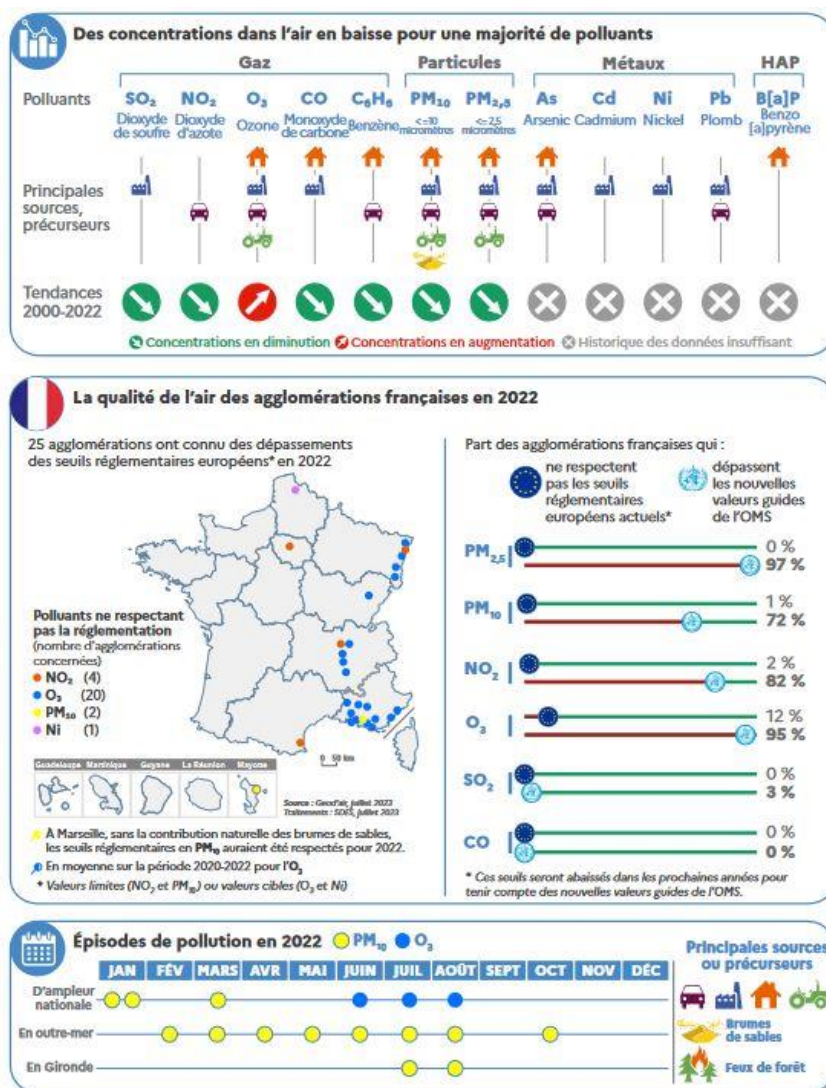 Des concentrations dans l'air en baisse pour une majorité de polluants
Gaz Particules Métaux HAP
Polluants SO₂ NO₂ O₃ CO C₆H₆ PM₁₀ PM₂,₅ As Cd Ni Pb B[a]P
Dioxyde de soufre
Dioxyde d'azote
Ozone
Monoxyde de carbone
Benzène
<=10 micromètres
<=2,5 micromètres
Arsenic
Cadmium
Nickel
Plomb
Benzo [a]pyrène
Principales
sources,
précurseurs
Tendances
2000-2022
Concentrations en diminution Concentrations en augmentation Historique des données insuffisant
La qualité de l'air des agglomérations françaises en 2022
25 agglomérations ont connu des dépassements
des seuils réglementaires européens* en 2022
Polluants ne respectant
pas la réglementation
(nombre d'agglomérations
concernées)
NO₂ (4)
O₃ (20)
PM₁₀ (2)
Ni (1)
0 50 km
Guadeloupe Martinique Guyane La Réunion Mayotte
Source : Geod'air, juillet 2023
Traitements : SDES, juillet 2023
À Marseille, sans la contribution naturelle des brumes de sables,
les seuils réglementaires en PM₁₀ auraient été respectés pour 2022.
En moyenne sur la période 2020-2022 pour l'O₃
* Valeurs limites (NO₂ et PM₁₀) ou valeurs cibles (O₃ et Ni)
Part des agglomérations françaises qui :
ne respectent
pas les seuils
réglementaires
européens actuels*
dépassent
les nouvelles
valeurs guides
de l'OMS
PM₂,₅
0 %
97 %
PM₁₀
1 %
72 %
NO₂
2 %
82 %
O₃
12 %
95 %
SO₂
0 %
3 %
CO
0 %
0 %
* Ces seuils seront abaissés dans les prochaines années pour
tenir compte des nouvelles valeurs guides de l'OMS.
Épisodes de pollution en 2022 PM₁₀ O₃
JAN FÉV MARS AVR MAI JUIN JUIL AOÛT SEPT OCT NOV DÉC
D'ampleur
nationale
En outre-mer
En Gironde
Principales sources
ou précurseurs
Brumes
de sables
Feux de forêt